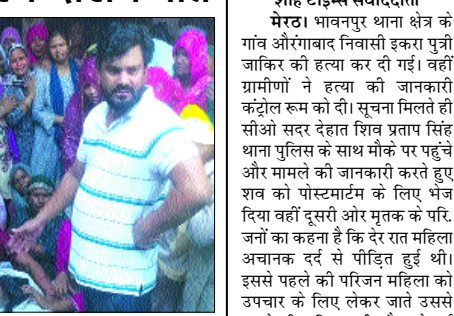 शाह टाइम्स संवाददाता
मेरठ। भावनपुर थाना क्षेत्र के
गांव औरंगाबाद निवासी इकरा पुत्री
जाकिर की हत्या कर दी गई। वहीं
ग्रामीणों ने हत्या की जानकारी
कंट्रोल रूम को दी। सूचना मिलते ही
सीओ सदर देहात शिव प्रताप सिंह
थाना पुलिस के साथ मौके पर पहुंचे
और मामले की जानकारी करते हुए
शव को पोस्टमार्टम के लिए भेज
दिया वहीं दूसरी ओर मृतक के परि.
जनों का कहना है कि देर रात महिला
अचानक दर्द से पीड़ित हुई थी।
इससे पहले की परिजन महिला को
उपचार के लिए लेकर जाते उससे